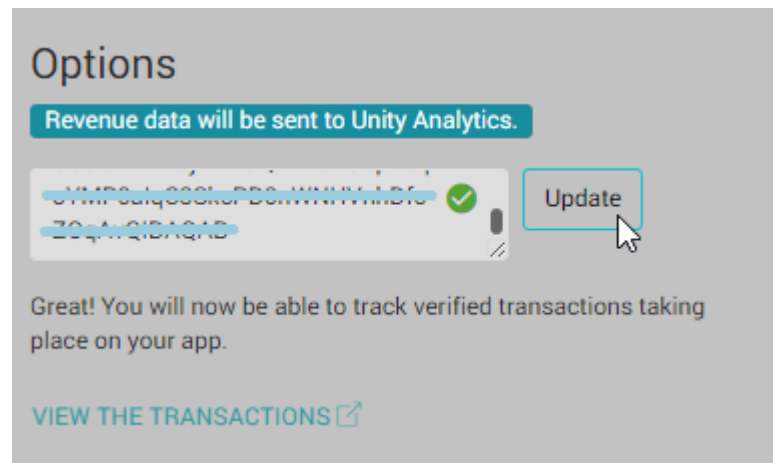 Options
Revenue data will be sent to Unity Analytics.
Update
Great! You will now be able to track verified transactions taking
place on your app.
VIEW THE TRANSACTIONS